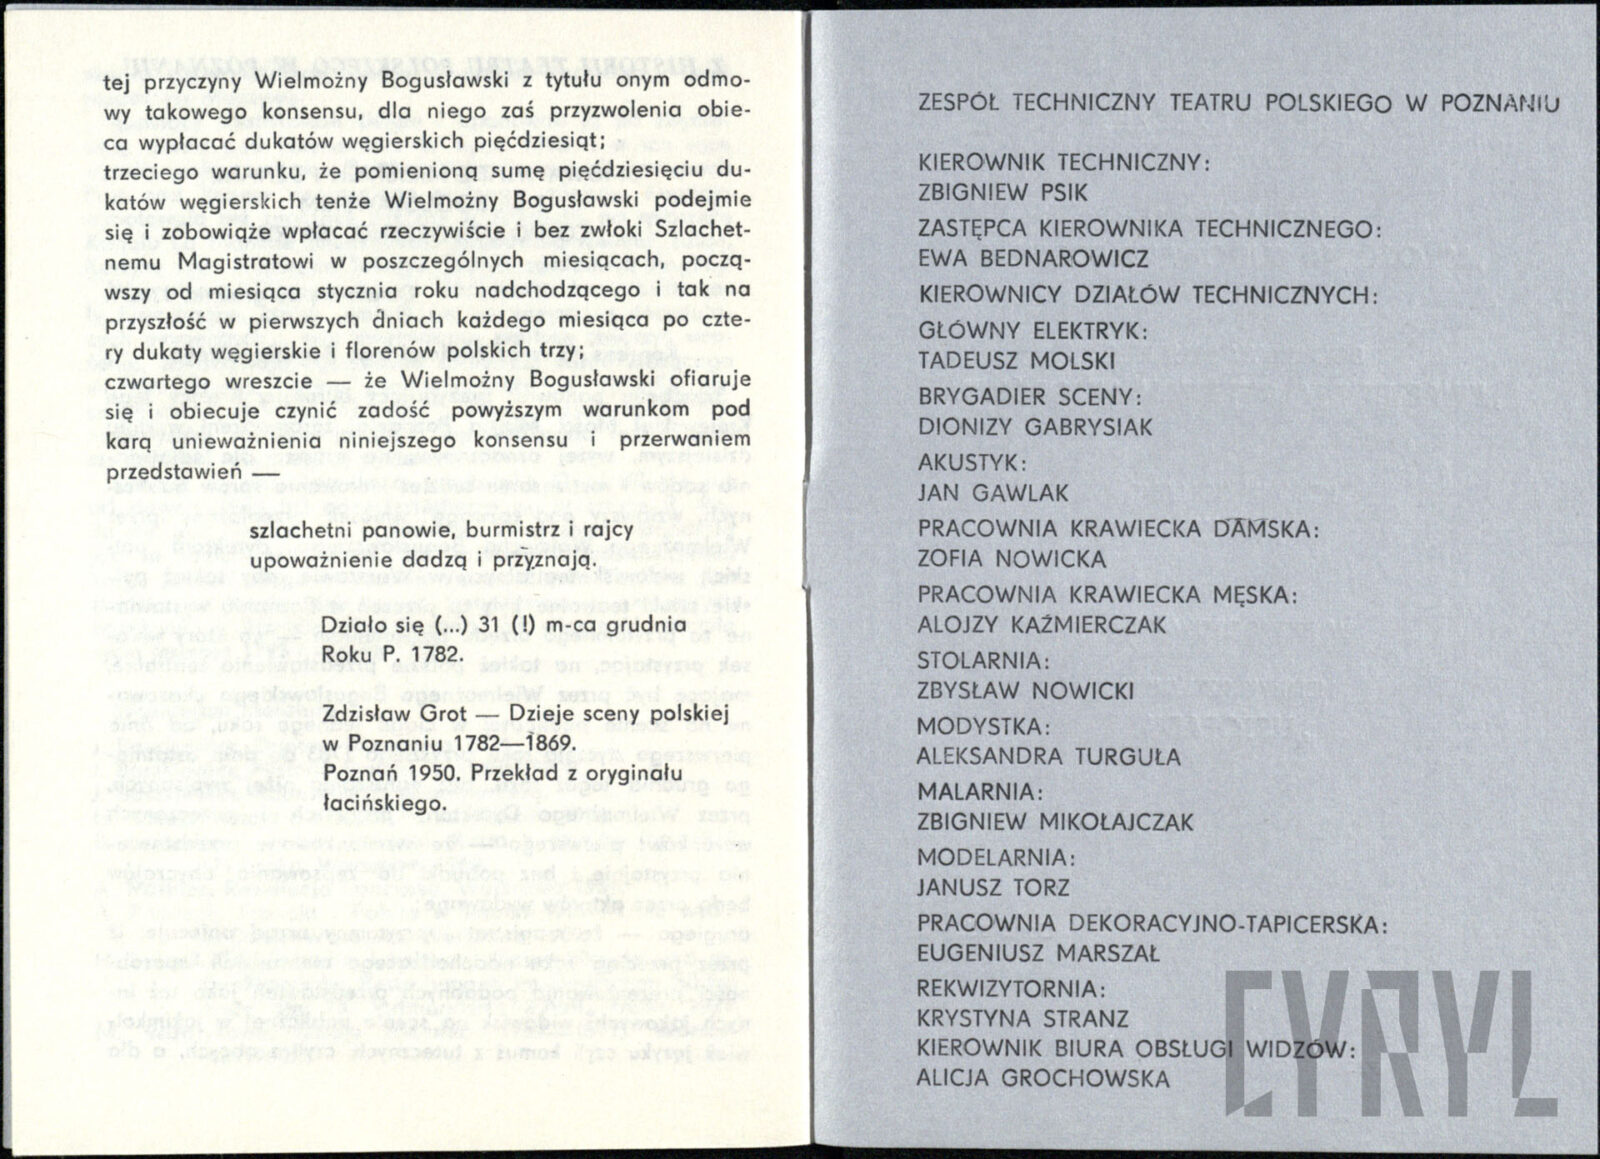 tej przyczyny Wielmożny Bogusławski z tytułu onym odmo-
wy takowego konsensu, dla niego zaś przyzwolenia obie-
ca wypłacać dukatów węgierskich pięćdziesiąt;
trzeciego warunku, że pomienioną sumę pięćdziesięciu du-
katów węgierskich tenże Wielmożny Bogusławski podejmie
się i zobowiąże wpłacać rzeczywiście i bez zwłoki Szlachet-
nemu Magistratowi w poszczególnych miesiącach, począ-
wszy od miesiąca stycznia roku nadchodzącego i tak na
przyszłość w pierwszych dniach każdego miesiąca po czte-
ry dukaty węgierskie i florenów polskich trzy;
czwartego wreszcie — że Wielmożny Bogusławski ofiaruje
się i obiecuje czynić zadość powyższym warunkom pod
karą unieważnienia niniejszego konsensu i przerwaniem
przedstawień —
szlachetni panowie, burmistrz i rajcy
upoważnienie dadzą i przyznają.
Działo się (...) 31 (!) m-ca grudnia
Roku P. 1782.
Zdzisław Grot — Dzieje sceny polskiej
w Poznaniu 1782—1869.
Poznań 1950. Przekład z oryginału
łacińskiego.
ZESPÓŁ TECHNICZNY TEATRU POLSKIEGO W POZNANIU
KIEROWNIK TECHNICZNY:
ZBIGNIEW PSIK
ZASTĘPCA KIEROWNIKA TECHNICZNEGO:
EWA BEDNAROWICZ
KIEROWNICY DZIAŁÓW TECHNICZNYCH:
GŁÓWNY ELEKTRYK:
TADEUSZ MOLSKI
BRYGADIER SCENY:
DIONIZY GABRYSIAK
AKUSTYK:
JAN GAWLAK
PRACOWNIA KRAWIECKA DAMSKA:
ZOFIA NOWICKA
PRACOWNIA KRAWIECKA MĘSKA:
ALOJZY KAŹMIERCZAK
STOLARNIA:
ZBYSŁAW NOWICKI
MODYSTKA:
ALEKSANDRA TURGUŁA
MALARNIA:
ZBIGNIEW MIKOŁAJCZAK
MODELARNIA:
JANUSZ TORZ
PRACOWNIA DEKORACYJNO-TAPICERSKA:
EUGENIUSZ MARSZAŁ
REKWIZYTORNIA:
KRYSTYNA STRANZ
KIEROWNIK BIURA OBSŁUGI WIDZÓW:
ALICJA GROCHOWSKA
CYRYL